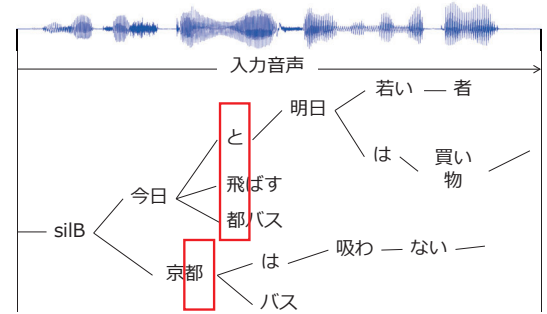 入力音声
若い
者
明日
と
は
買い
物
飛ばす
今日
都バス
silB
吸わ
ない
は
京都
バス